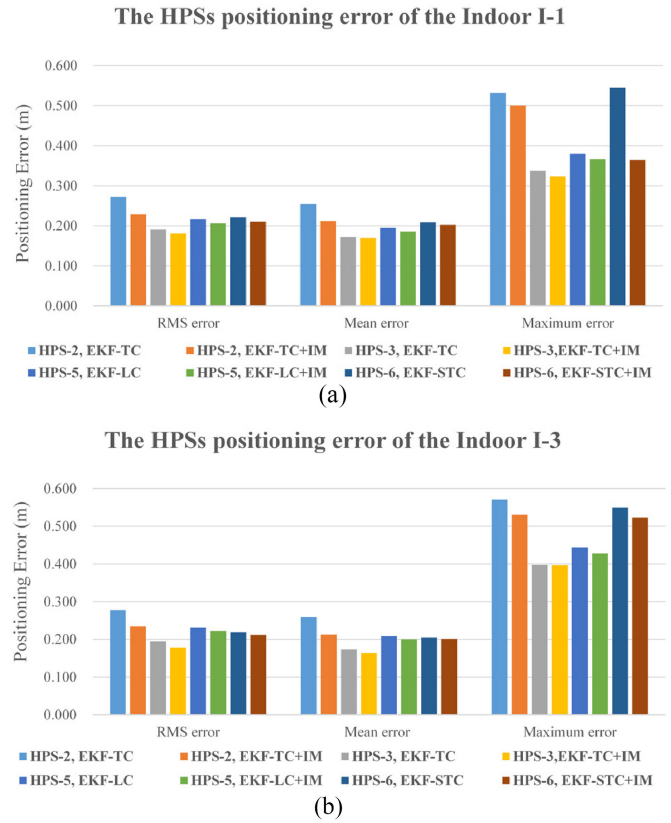 The HPSs positioning error of the Indoor I-1
0.600
0.500
0.400
0.300
0.200
0.100
0.000
Positioning Error (m)
RMS error Mean error Maximum error
HPS-2, EKF-TC HPS-2, EKF-TC+IM HPS-3, EKF-TC HPS-3,EKF-TC+IM
HPS-5, EKF-LC HPS-5, EKF-LC+IM HPS-6, EKF-STC HPS-6, EKF-STC+IM
(a)
The HPSs positioning error of the Indoor I-3
0.600
0.500
0.400
0.300
0.200
0.100
0.000
Positioning Error (m)
RMS error Mean error Maximum error
HPS-2, EKF-TC HPS-2, EKF-TC+IM HPS-3, EKF-TC HPS-3,EKF-TC+IM
HPS-5, EKF-LC HPS-5, EKF-LC+IM HPS-6, EKF-STC HPS-6, EKF-STC+IM
(b)